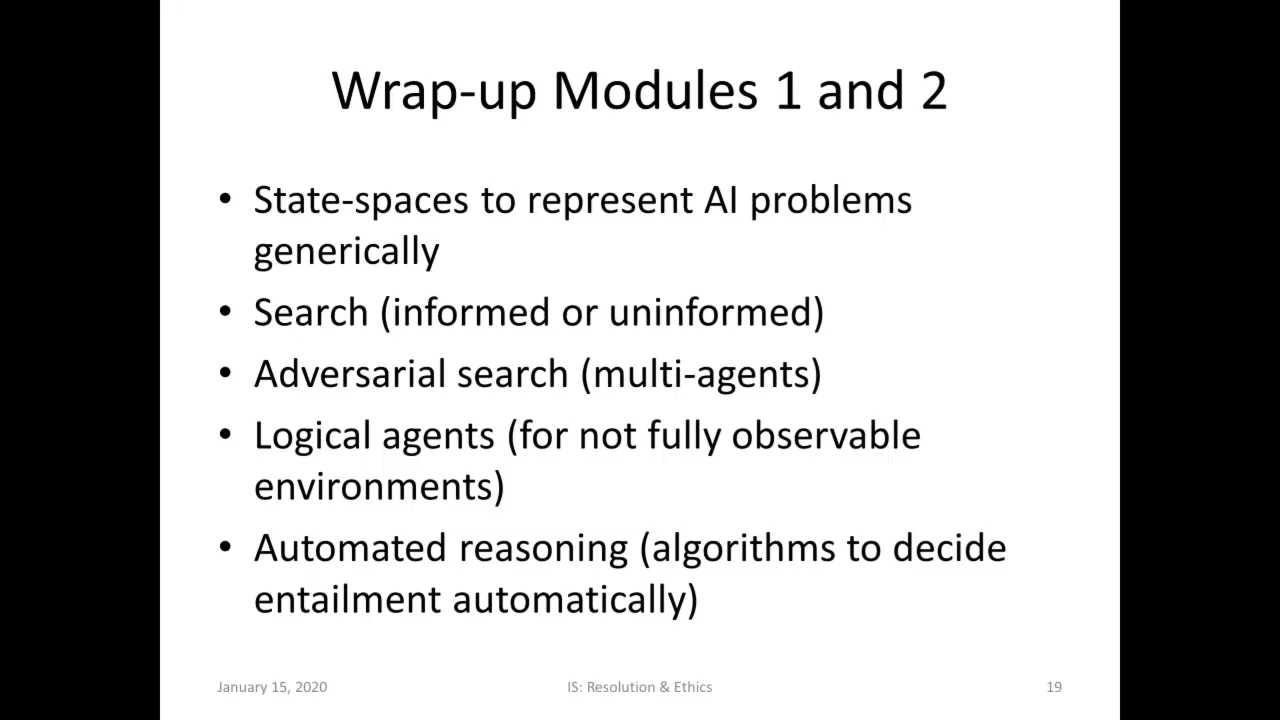 Wrap-up Modules 1 and 2
• State-spaces to represent AI problems
generically
• Search (informed or uninformed)
• Adversarial search (multi-agents)
• Logical agents (for not fully observable
environments)
• Automated reasoning (algorithms to decide
entailment automatically)
January 15, 2020
IS: Resolution & Ethics
19